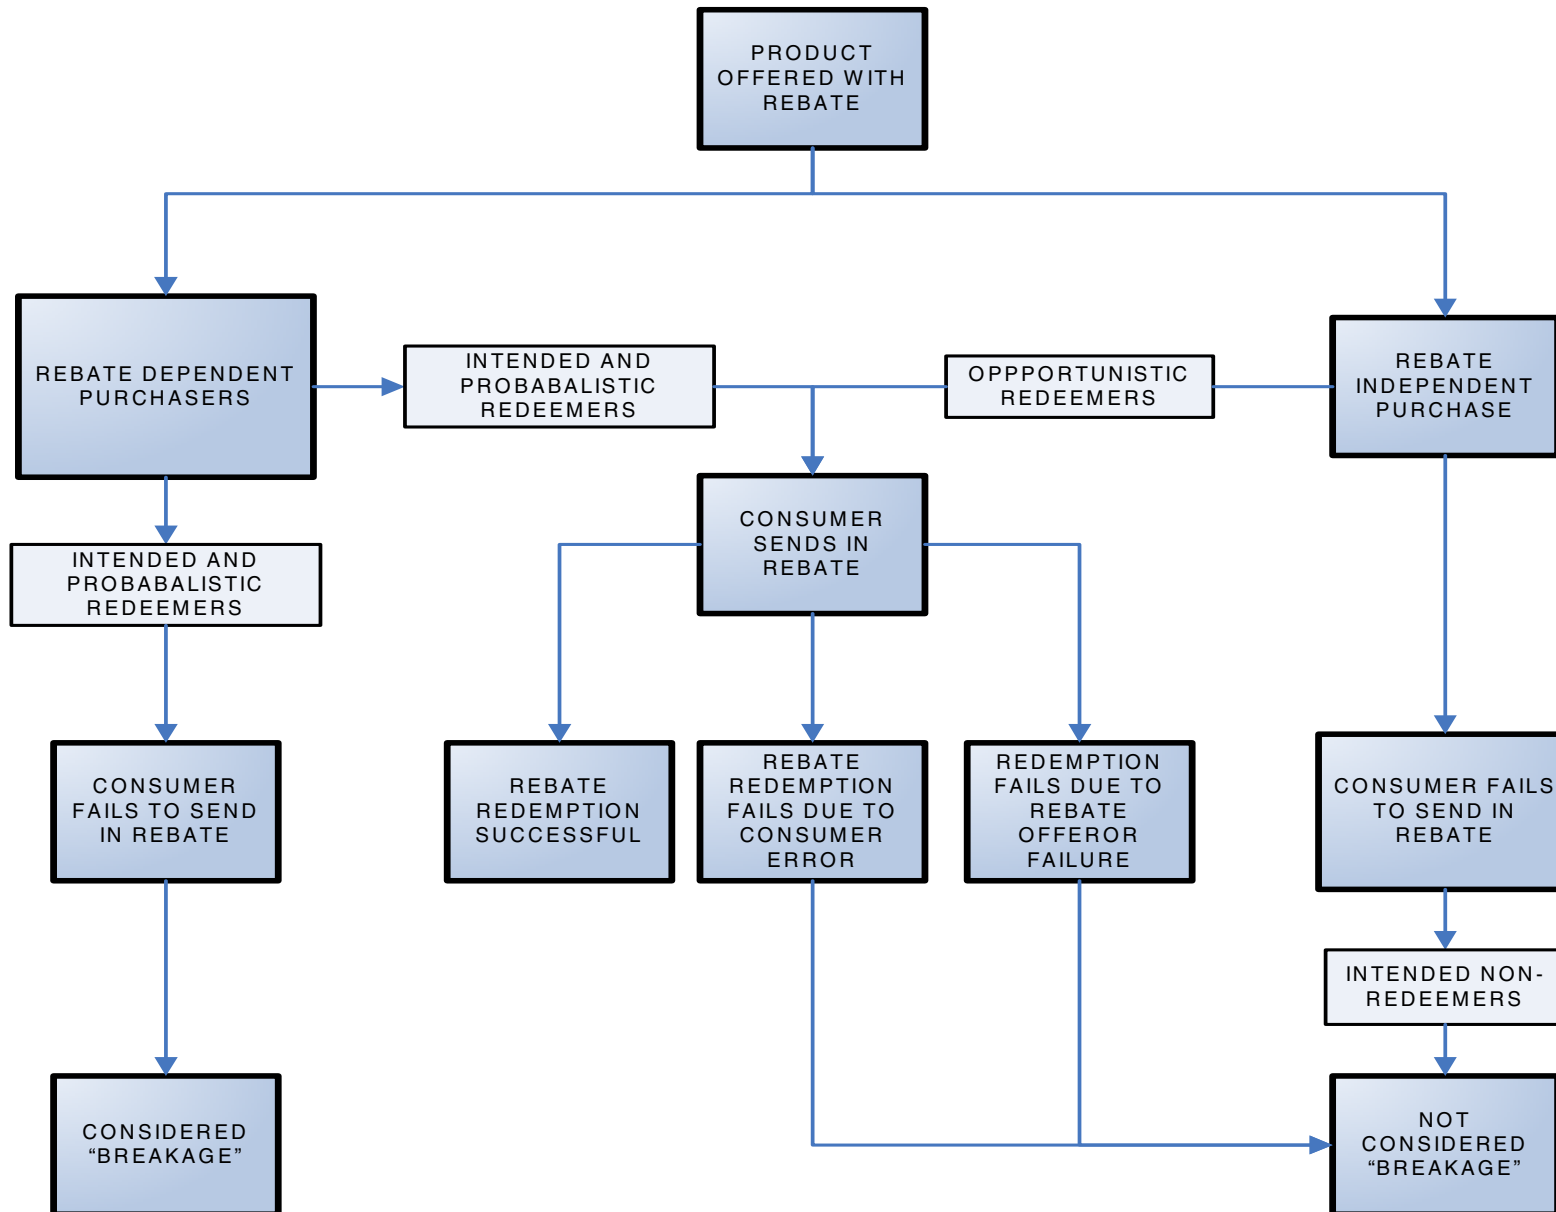 PRODUCT
OFFERED WITH
REBATE
REBATE DEPENDENT
PURCHASERS
INTENDED AND
PROBABALISTIC
REDEEMERS
OPPPORTUNISTIC
REDEEMERS
REBATE
INDEPENDENT
PURCHASE
INTENDED AND
PROBABALISTIC
REDEEMERS
CONSUMER
SENDS IN
REBATE
CONSUMER
FAILS TO SEND
IN REBATE
REBATE
REDEMPTION
SUCCESSFUL
REBATE
REDEMPTION
FAILS DUE TO
CONSUMER
ERROR
REDEMPTION
FAILS DUE TO
REBATE
OFFEROR
FAILURE
CONSUMER FAILS
TO SEND IN
REBATE
INTENDED NON-
REDEEMERS
CONSIDERED
“BREAKAGE”
NOT
CONSIDERED
“BREAKAGE”